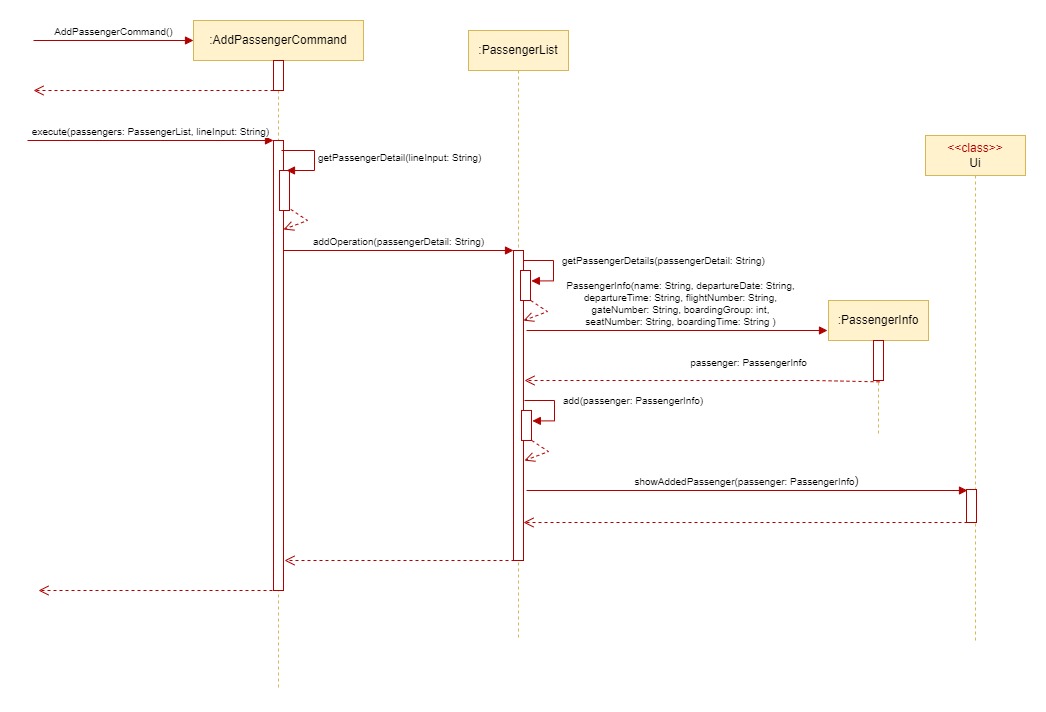 AddPassengerCommand()
:AddPassengerCommand
:PassengerList
execute(passengers: PassengerList, lineInput: String)
<<class>>
Ui
getPassengerDetail(lineInput: String)
addOperation(passengerDetail: String)
getPassengerDetails(passengerDetail: String)
PassengerInfo(name: String, departureDate: String,
departureTime: String, flightNumber: String,
gateNumber: String, boardingGroup: int,
seatNumber: String, boardingTime: String )
:PassengerInfo
passenger: PassengerInfo
add(passenger: PassengerInfo)
showAddedPassenger(passenger: PassengerInfo)